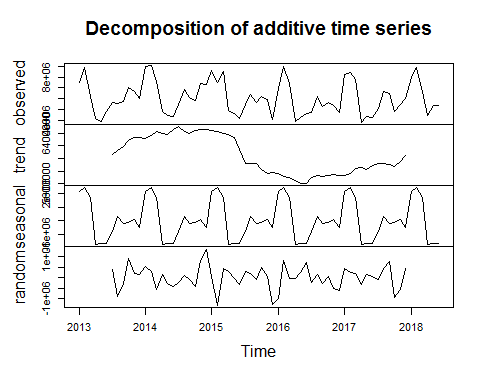 Decomposition of additive time series
observed
8e+06
trend
seasonal
random
1e+06
-1e+06
2013
2014
2015
2016
2017
2018
Time